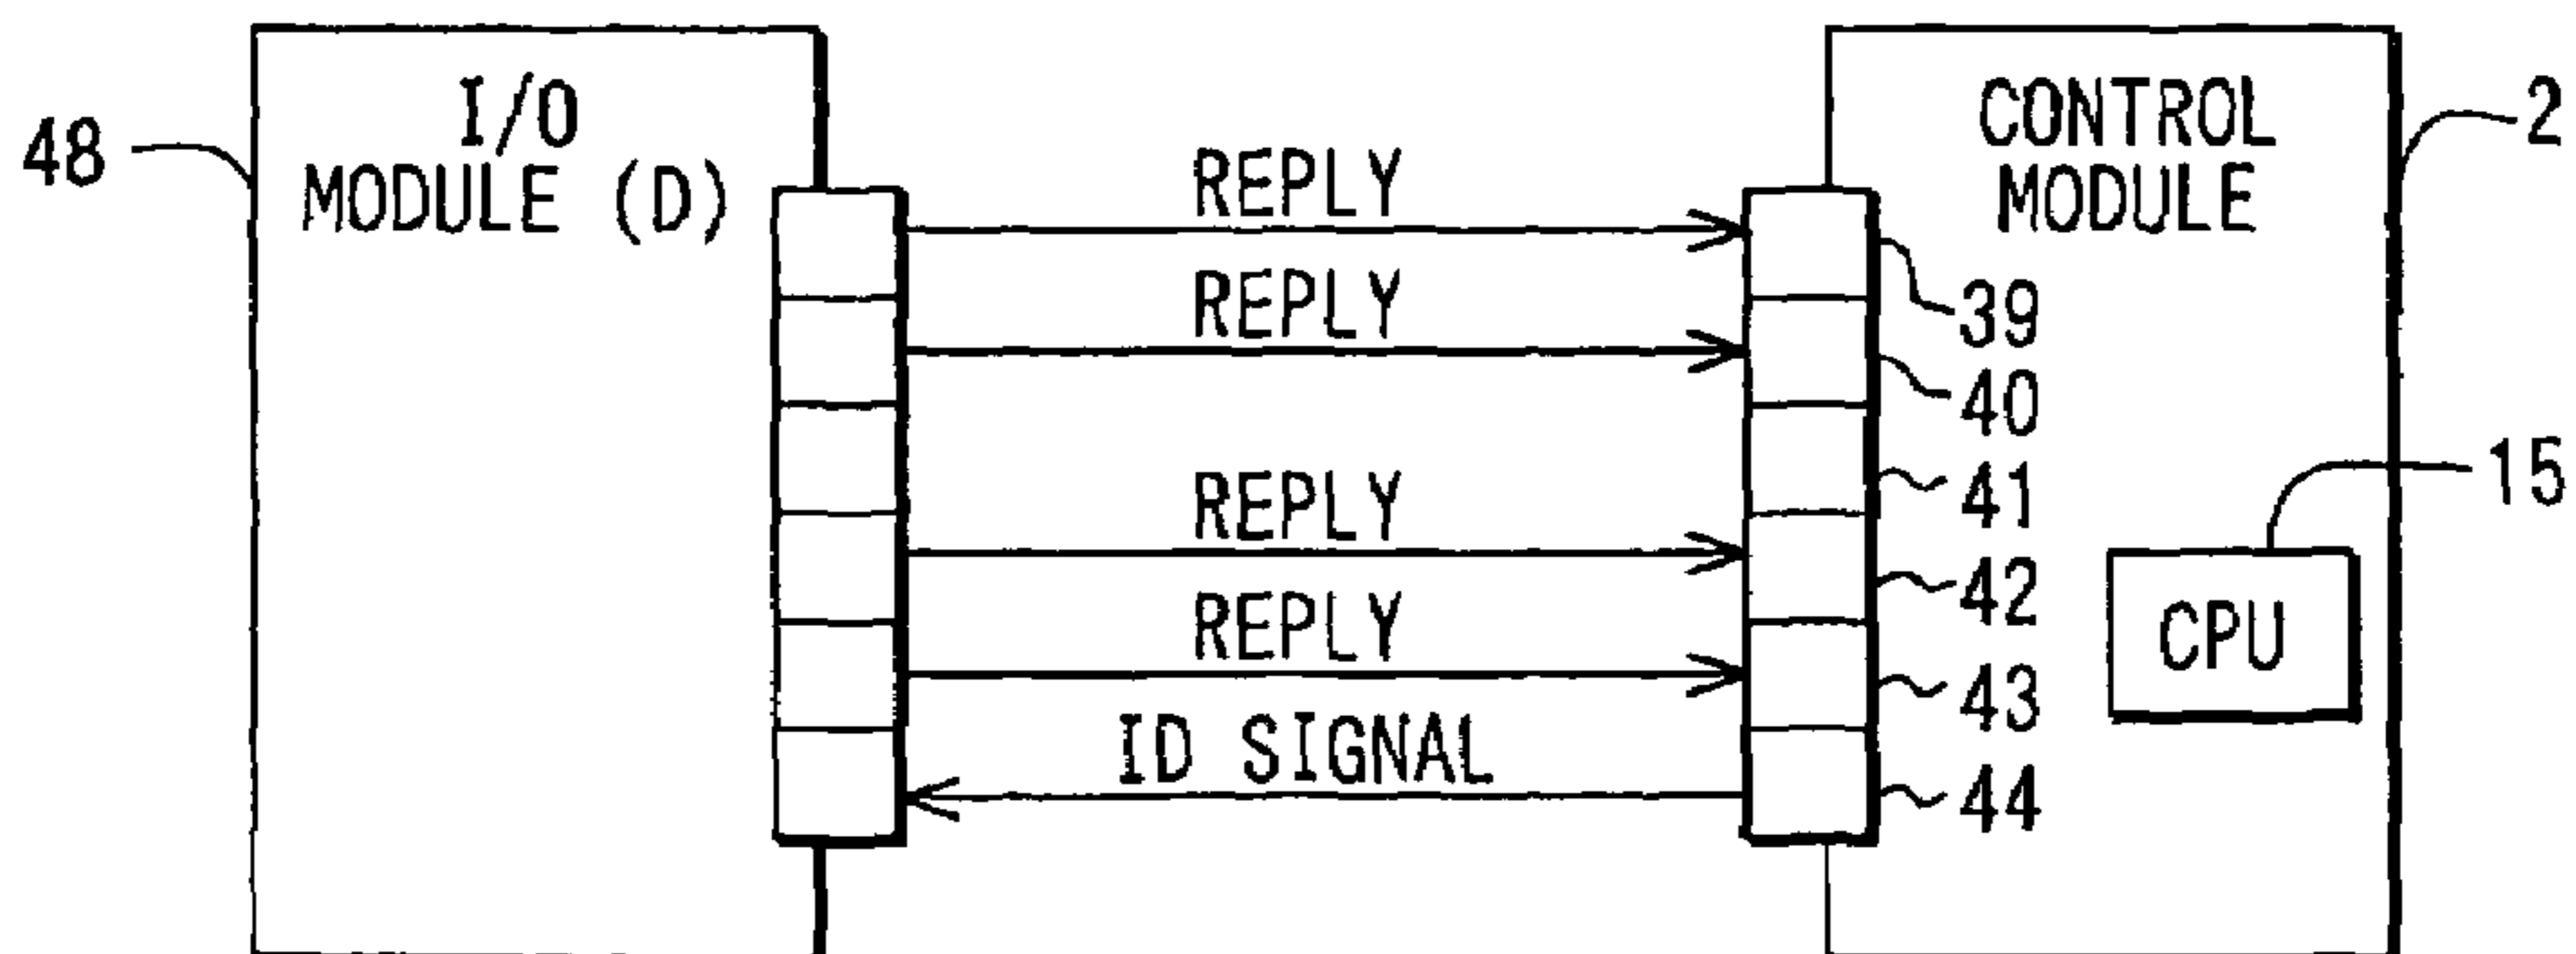 48
I/O
MODULE (D)
REPLY
REPLY
REPLY
REPLY
ID SIGNAL
CONTROL
MODULE
2
39
40
41
42
43
44
15
CPU